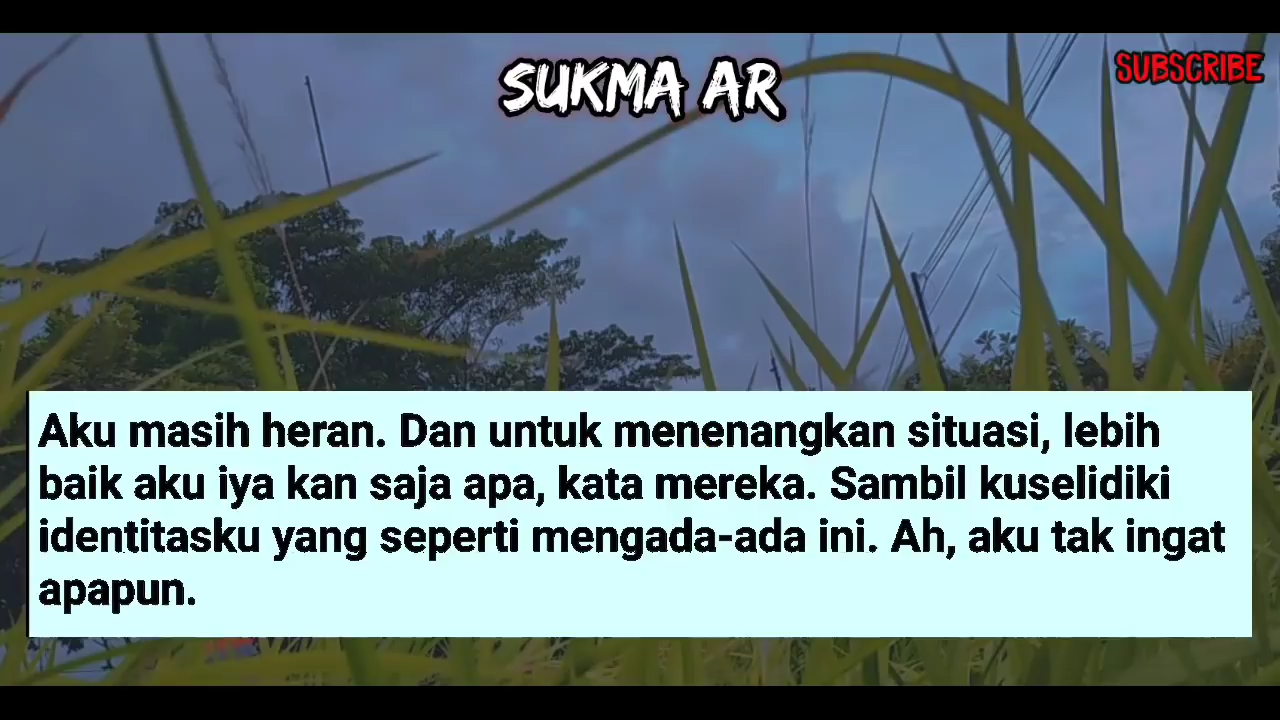 SUKMA AR
SUBSCRIBE
Aku masih heran. Dan untuk menenangkan situasi, lebih
baik aku iya kan saja apa, kata mereka. Sambil kuselidiki
identitasku yang seperti mengada-ada ini. Ah, aku tak ingat
apapun.